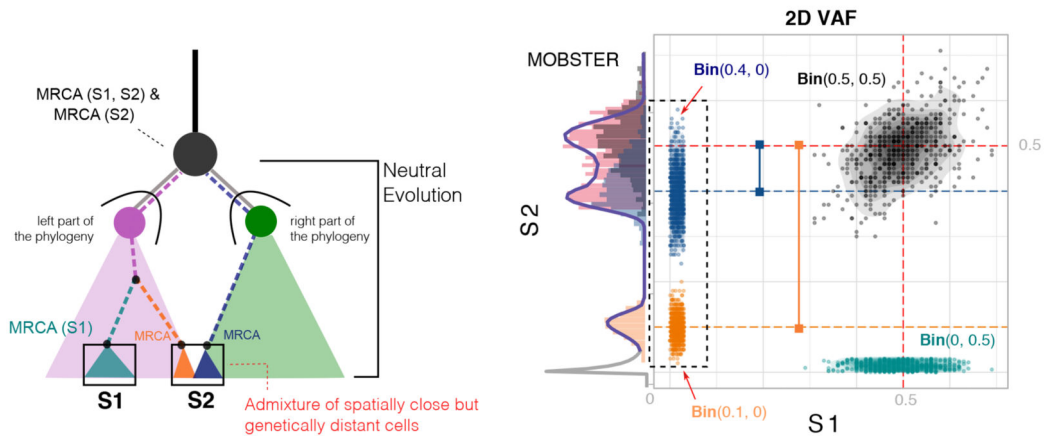 MRCA (S1, S2) &
MRCA (S2)
Neutral
Evolution
left part of
the phylogeny
right part of
the phylogeny
MRCA (S1)
MRCA
MRCA
S1
S2
Admixture of spatially close but
genetically distant cells
2D VAF
MOBSTER
Bin(0.4, 0)
Bin(0.5, 0.5)
0.5
S2
Bin(0, 0.5)
Bin(0.1, 0)
0
0.5
S1